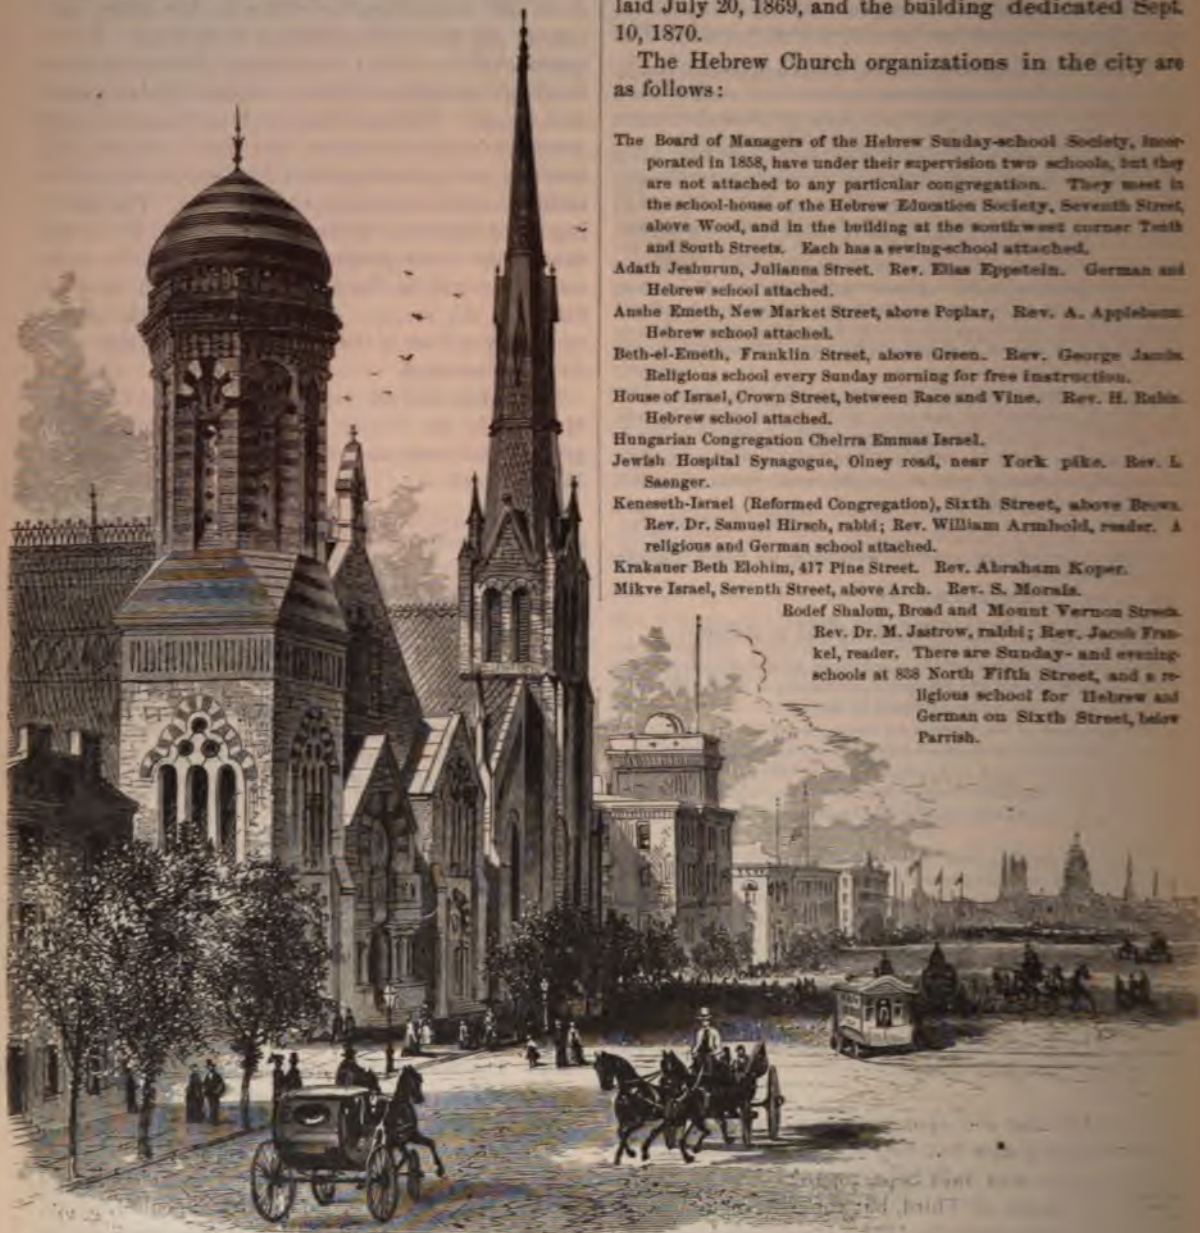 laid July 20, 1869, and the building dedicated Sept.
10, 1870.
The Hebrew Church organizations in the city are
as follows:
The Board of Managers of the Hebrew Sunday-school Society, incor-
porated in 1858, have under their supervision two schools, but they
are not attached to any particular congregation. They meet in
the school-house of the Hebrew Education Society, Seventh Street,
above Wood, and in the building at the southwest corner Tenth
and South Streets. Each has a sewing-school attached.
Adath Jeshurun, Julianna Street. Rev. Elias Eppstein. German and
Hebrew school attached.
Anshe Emeth, New Market Street, above Poplar, Rev. A. Applebaum.
Hebrew school attached.
Beth-el-Emeth, Franklin Street, above Green. Rev. George Jacobs.
Religious school every Sunday morning for free instruction.
House of Israel, Crown Street, between Race and Vine. Rev. H. Rubin.
Hebrew school attached.
Hungarian Congregation Chelrra Emmas Israel.
Jewish Hospital Synagogue, Olney road, near York pike. Rev. L.
Saenger.
Keneseth-Israel (Reformed Congregation), Sixth Street, above Brown.
Rev. Dr. Samuel Hirsch, rabbi; Rev. William Armhold, reader. A
religious and German school attached.
Krakauer Beth Elohim, 417 Pine Street. Rev. Abraham Koper.
Mikve Israel, Seventh Street, above Arch. Rev. S. Morais.
Rodef Shalom, Broad and Mount Vernon Streets.
Rev. Dr. M. Jastrow, rabbi; Rev. Jacob Fran-
kel, reader. There are Sunday- and evening-
schools at 838 North Fifth Street, and a re-
ligious school for Hebrew and
German on Sixth Street, below
Parrish.